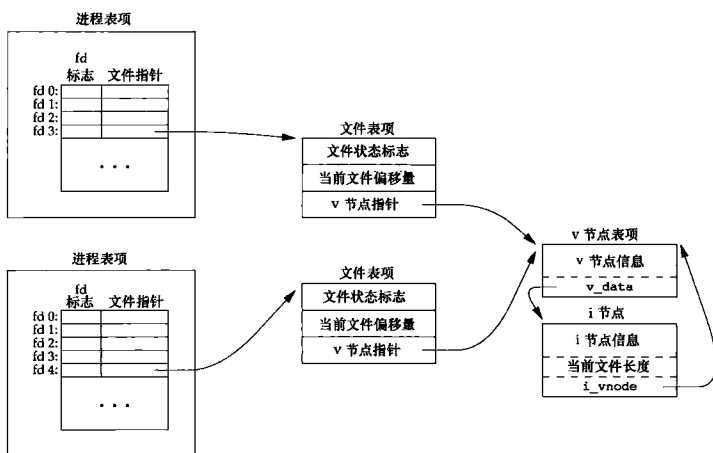 进程表项
fd
标志 文件指针
fd 0:
fd 1:
fd 2:
fd 3:
...
文件表项
文件状态标志
当前文件偏移量
v 节点指针
进程表项
fd
标志 文件指针
fd 0:
fd 1:
fd 2:
fd 3:
fd 4:
...
文件表项
文件状态标志
当前文件偏移量
v 节点指针
v 节点表项
v 节点信息
v_data
i 节点
i 节点信息
当前文件长度
i_vnode